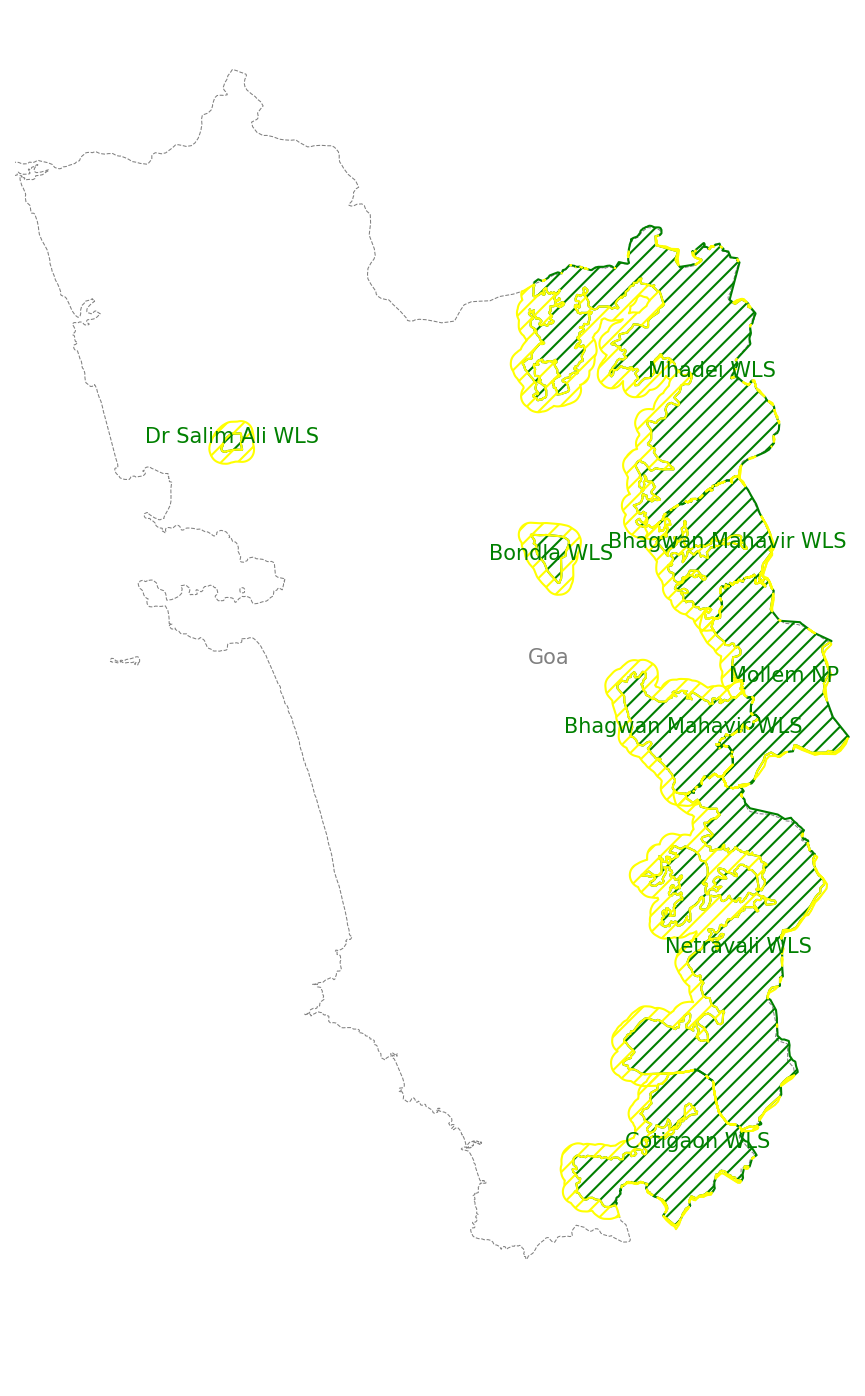 Mhadei WLS
Dr Salim Ali WLS
Bhagwan Mahavir WLS
Bondla WLS
Goa
Mollem NP
Bhagwan Mahavir WLS
Netravali WLS
Cotigaon WLS